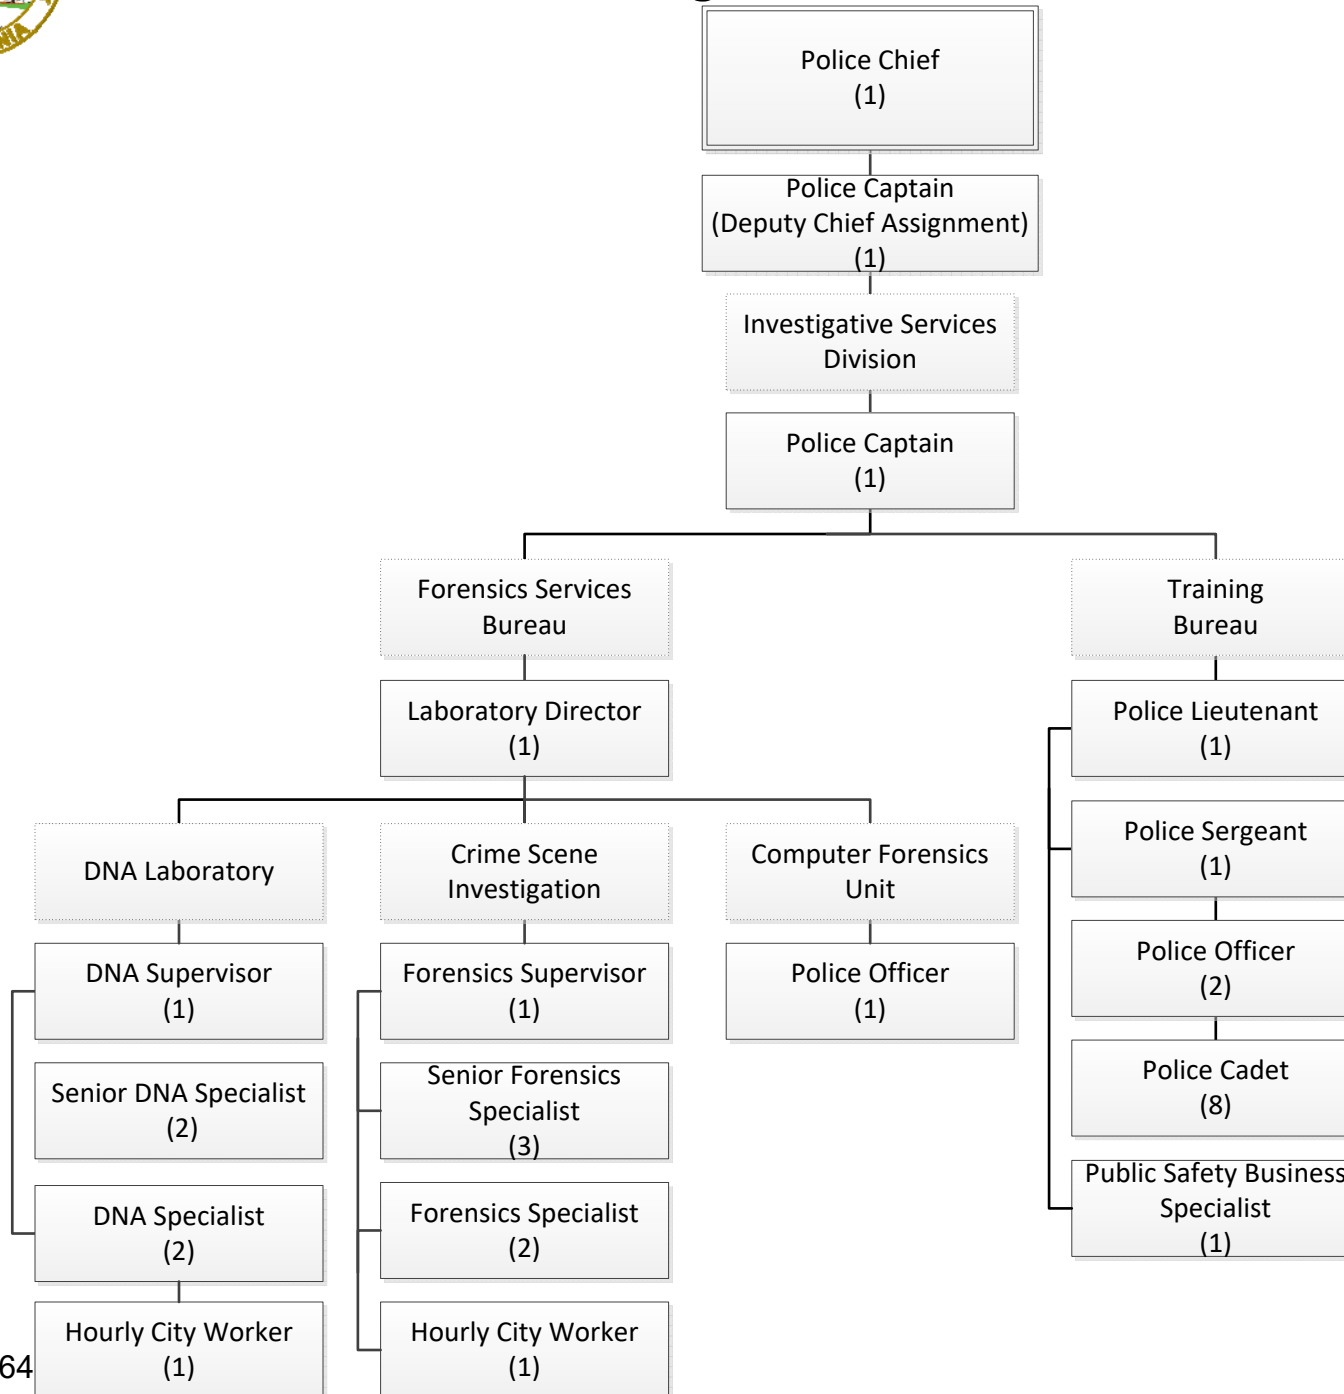 Police Chief
(1)
Police Captain
(Deputy Chief Assignment)
(1)
Investigative Services
Division
Police Captain
(1)
Forensics Services
Bureau
Laboratory Director
(1)
DNA Laboratory
DNA Supervisor
(1)
Senior DNA Specialist
(2)
DNA Specialist
(2)
Hourly City Worker
(1)
Crime Scene
Investigation
Forensics Supervisor
(1)
Senior Forensics
Specialist
(3)
Forensics Specialist
(2)
Hourly City Worker
(1)
Computer Forensics
Unit
Police Officer
(1)
Training
Bureau
Police Lieutenant
(1)
Police Sergeant
(1)
Police Officer
(2)
Police Cadet
(8)
Public Safety Business
Specialist
(1)
64